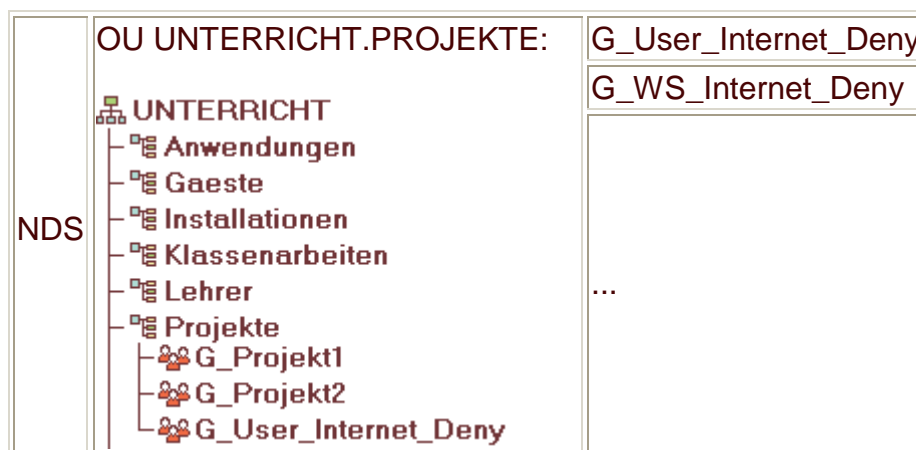 NDS
OU UNTERRICHT.PROJEKTE:
UNTERRICHT
Anwendungen
Gaeste
Installationen
Klassenarbeiten
Lehrer
Projekte
G_Projekt1
G_Projekt2
G_User_Internet_Deny
G_User_Internet_Deny
G_WS_Internet_Deny
...